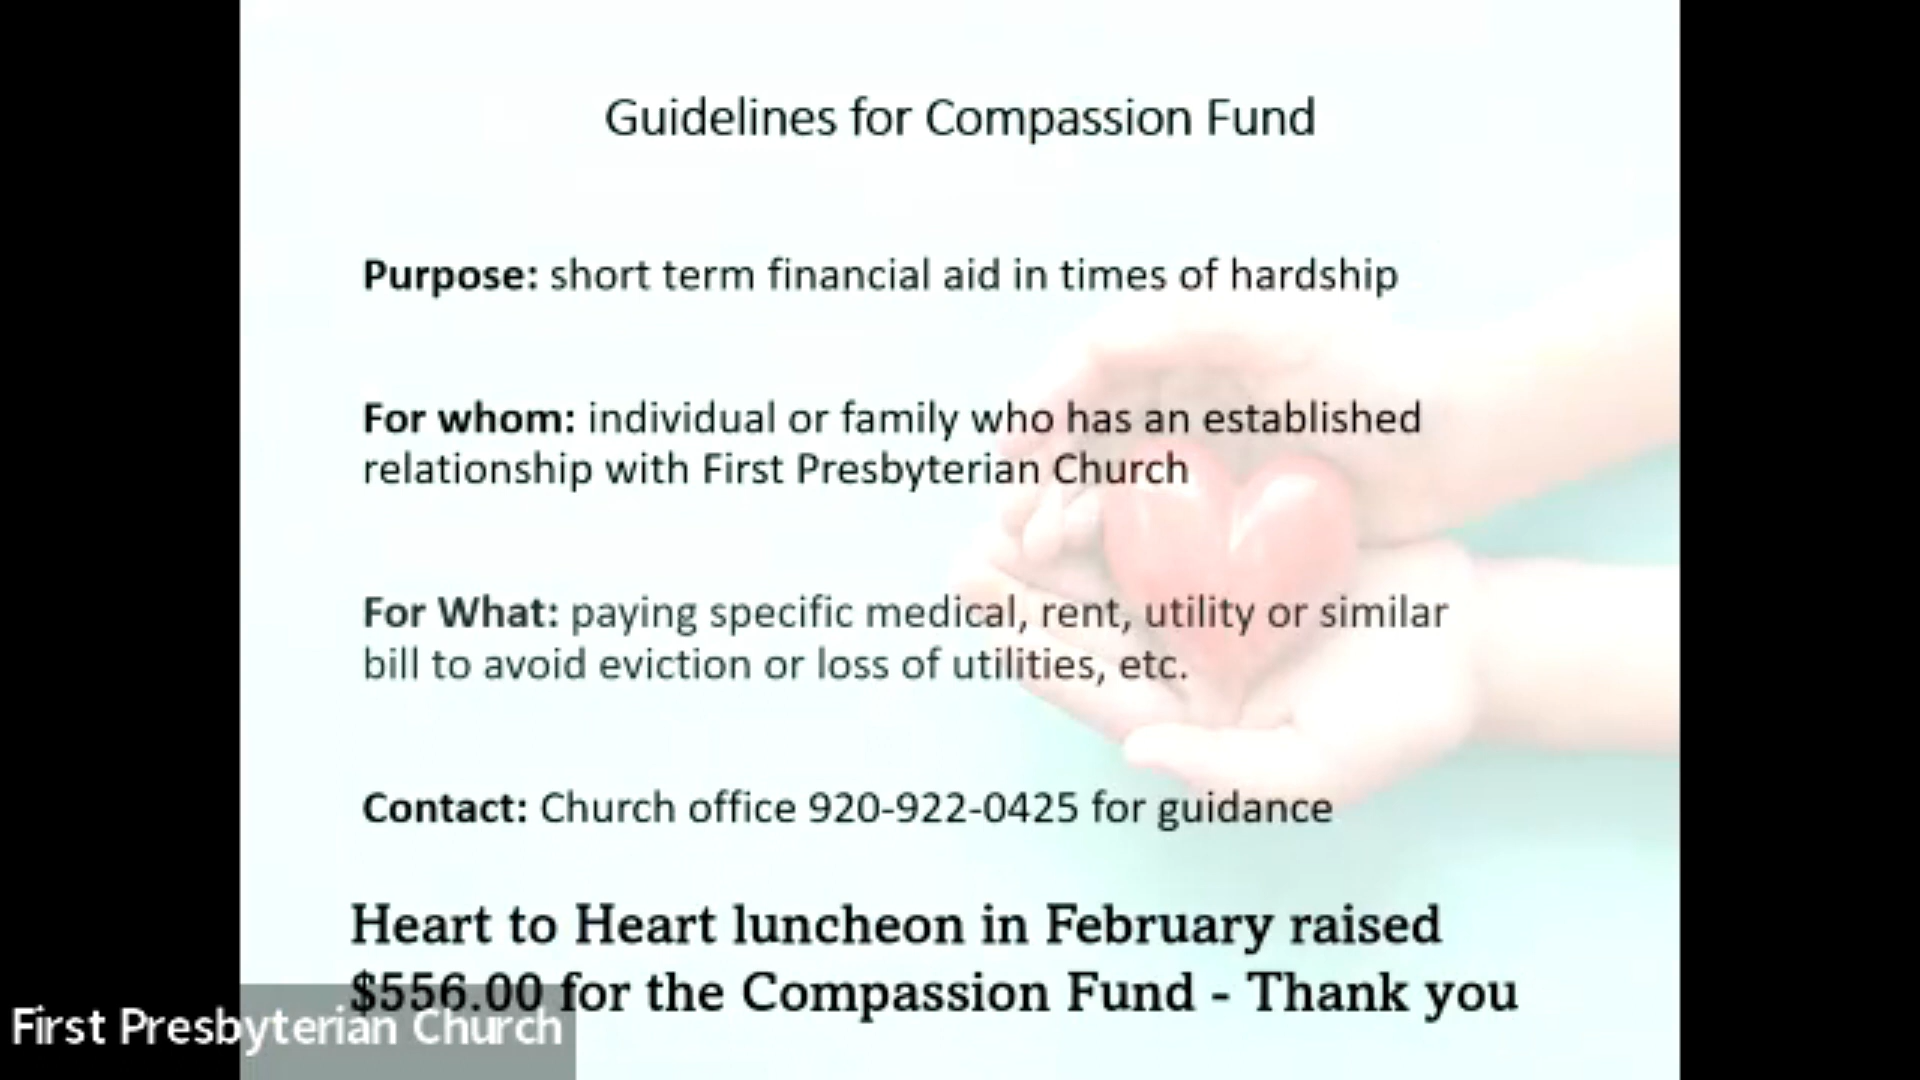 Guidelines for Compassion Fund
Purpose: short term financial aid in times of hardship
For whom: individual or family who has an established
relationship with First Presbyterian Church
For What: paying specific medical, rent, utility or similar
bill to avoid eviction or loss of utilities, etc.
Contact: Church office 920-922-0425 for guidance
Heart to Heart luncheon in February raised
$556.00 for the Compassion Fund - Thank you
First Presbyterian Church